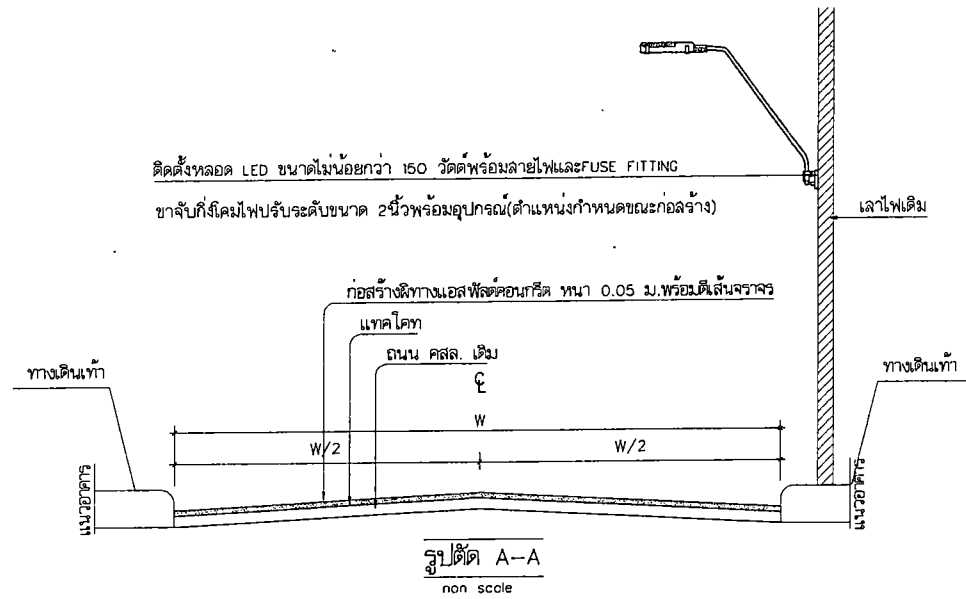 ติดตั้งหลอด LED ขนาดไม่น้อยกว่า 150 วัตต์พร้อมสายไฟและFUSE FITTING
ขาจับกิ่งโคมไฟปรับระดับขนาด 2นิ้วพร้อมอุปกรณ์(ตำแหน่งกำหนดขณะก่อสร้าง)
เสาไฟเดิม
ก่อสร้างผิวทางแอสฟัลต์คอนกรีต หนา 0.05 ม.พร้อมตีเส้นจราจร
แทคโคท
ถนน คสล. เดิม
ทางเดินเท้า
ทางเดินเท้า
W
W/2
W/2
แนวอาคาร
แนวอาคาร
รูปตัด A-A
non scale